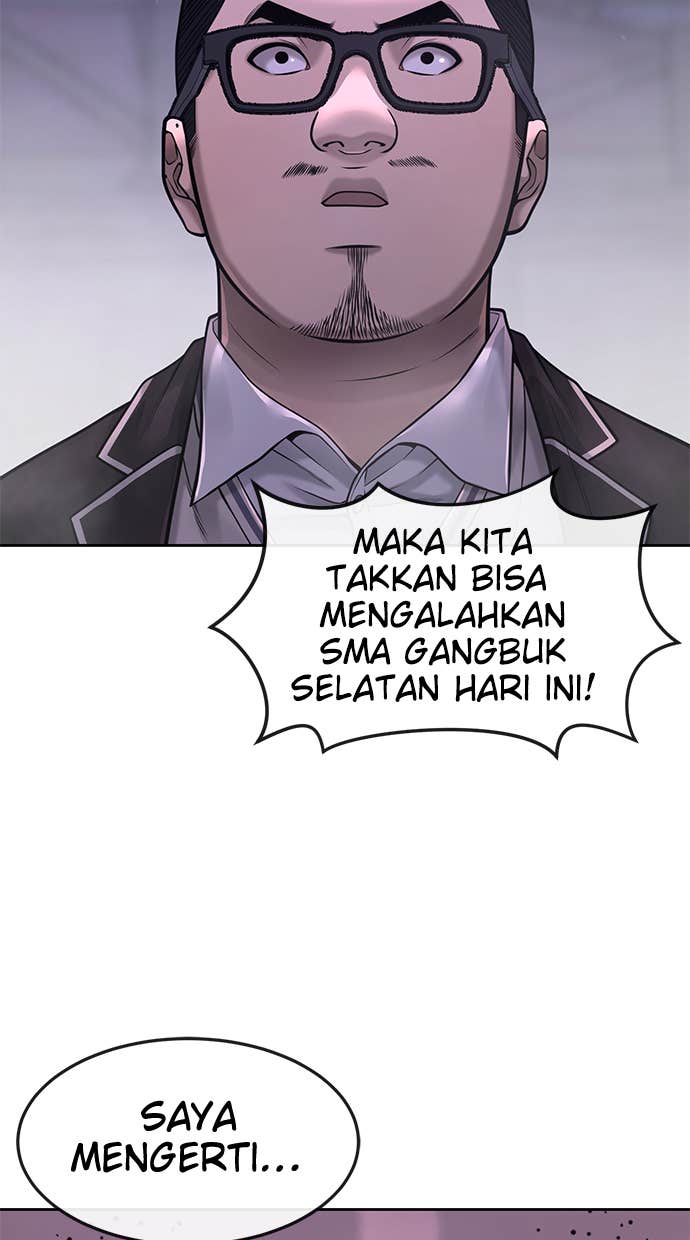 MAKA KITA
TAKKAN BISA
MENGALAHKAN
SMA GANGBUK
SELATAN HARI INI!
SAYA
MENGERTI...